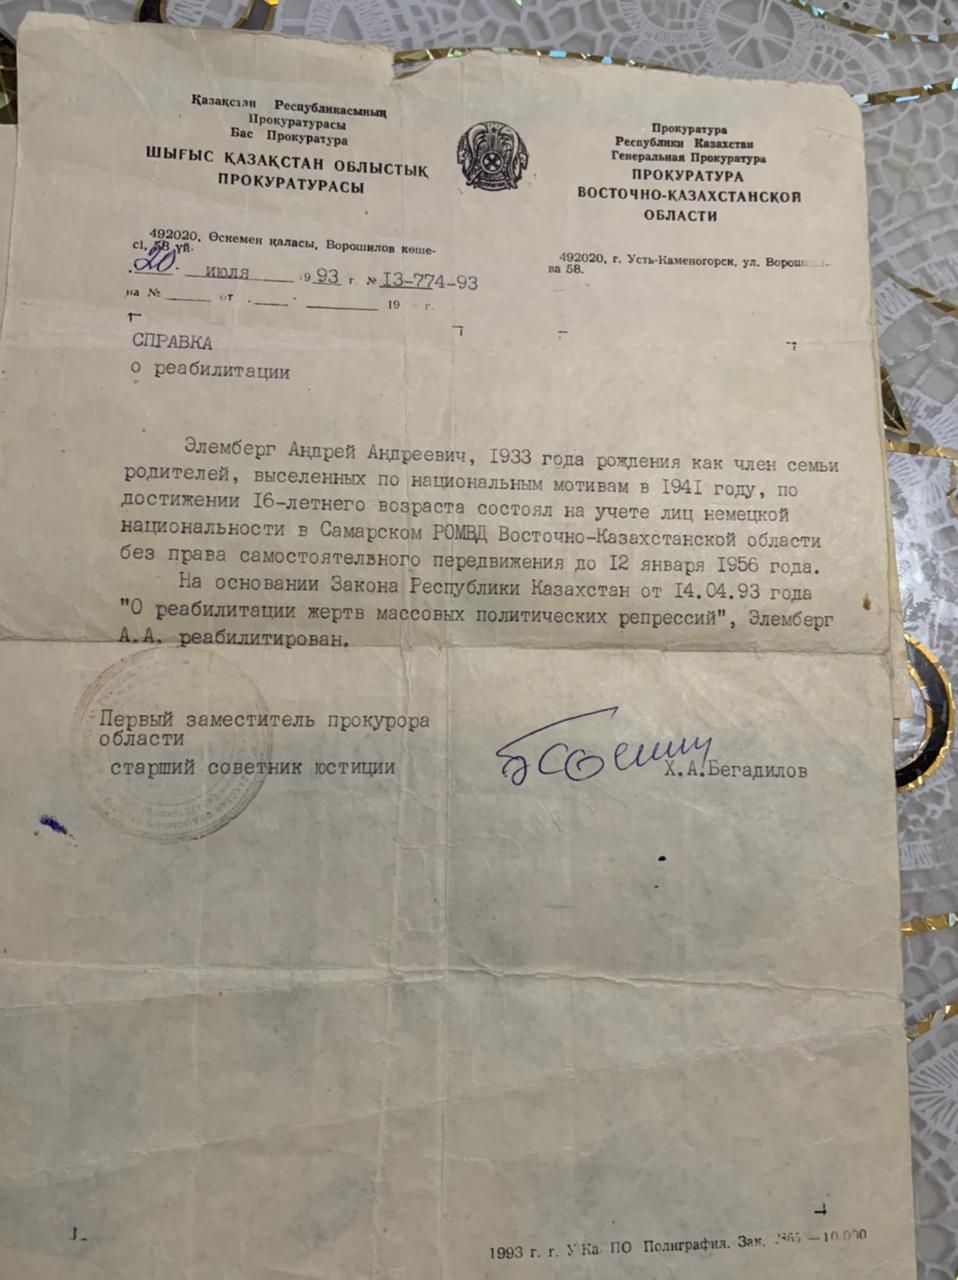 Қазақстан Республикасының
Прокуратурасы
Бас Прокуратура
ШЫҒЫС ҚАЗАҚСТАН ОБЛЫСТЫҚ
ПРОКУРАТУРАСЫ
492020, Өскемен қаласы, Ворошилов көше-
сі, 58 үй.
Прокуратура
Республики Казахстан
Генеральная Прокуратура
ПРОКУРАТУРА
ВОСТОЧНО-КАЗАХСТАНСКОЙ
ОБЛАСТИ
492020, г. Усть-Каменогорск, ул.
ва 58.
20 июля 1993 г. № 13-774-93
на № от 19 г.
СПРАВКА
о реабилитации
Элемберг Андрей Андреевич, 1933 года рождения как член семьи
родителей, выселенных по национальным мотивам в 1941 году, по
достижении 16-летнего возраста состоял на учете лиц немецкой
национальности в Самарском РОМВД Восточно-Казахстанской области
без права самостоятелвного передвижения до 12 января 1956 года.
На основании Закона Республики Казахстан от 14.04.93 года
"О реабилитации жертв массовых политических репрессий", Элемберг
А.А. реабилитирован.
Первый заместитель прокурора
области
старший советник юстиции
Х.А.Бегадилов
1993 г. г. У Ка. ПО Полиграфия. Зак. —10.000